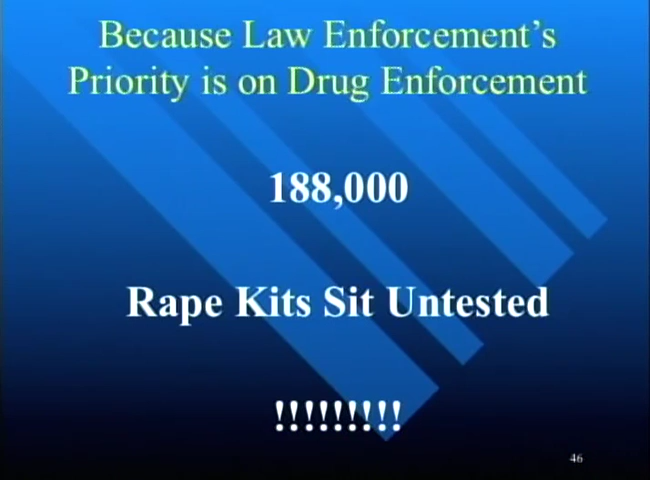 Because Law Enforcement’s
Priority is on Drug Enforcement
188,000
Rape Kits Sit Untested
!!!!!!!!!
46